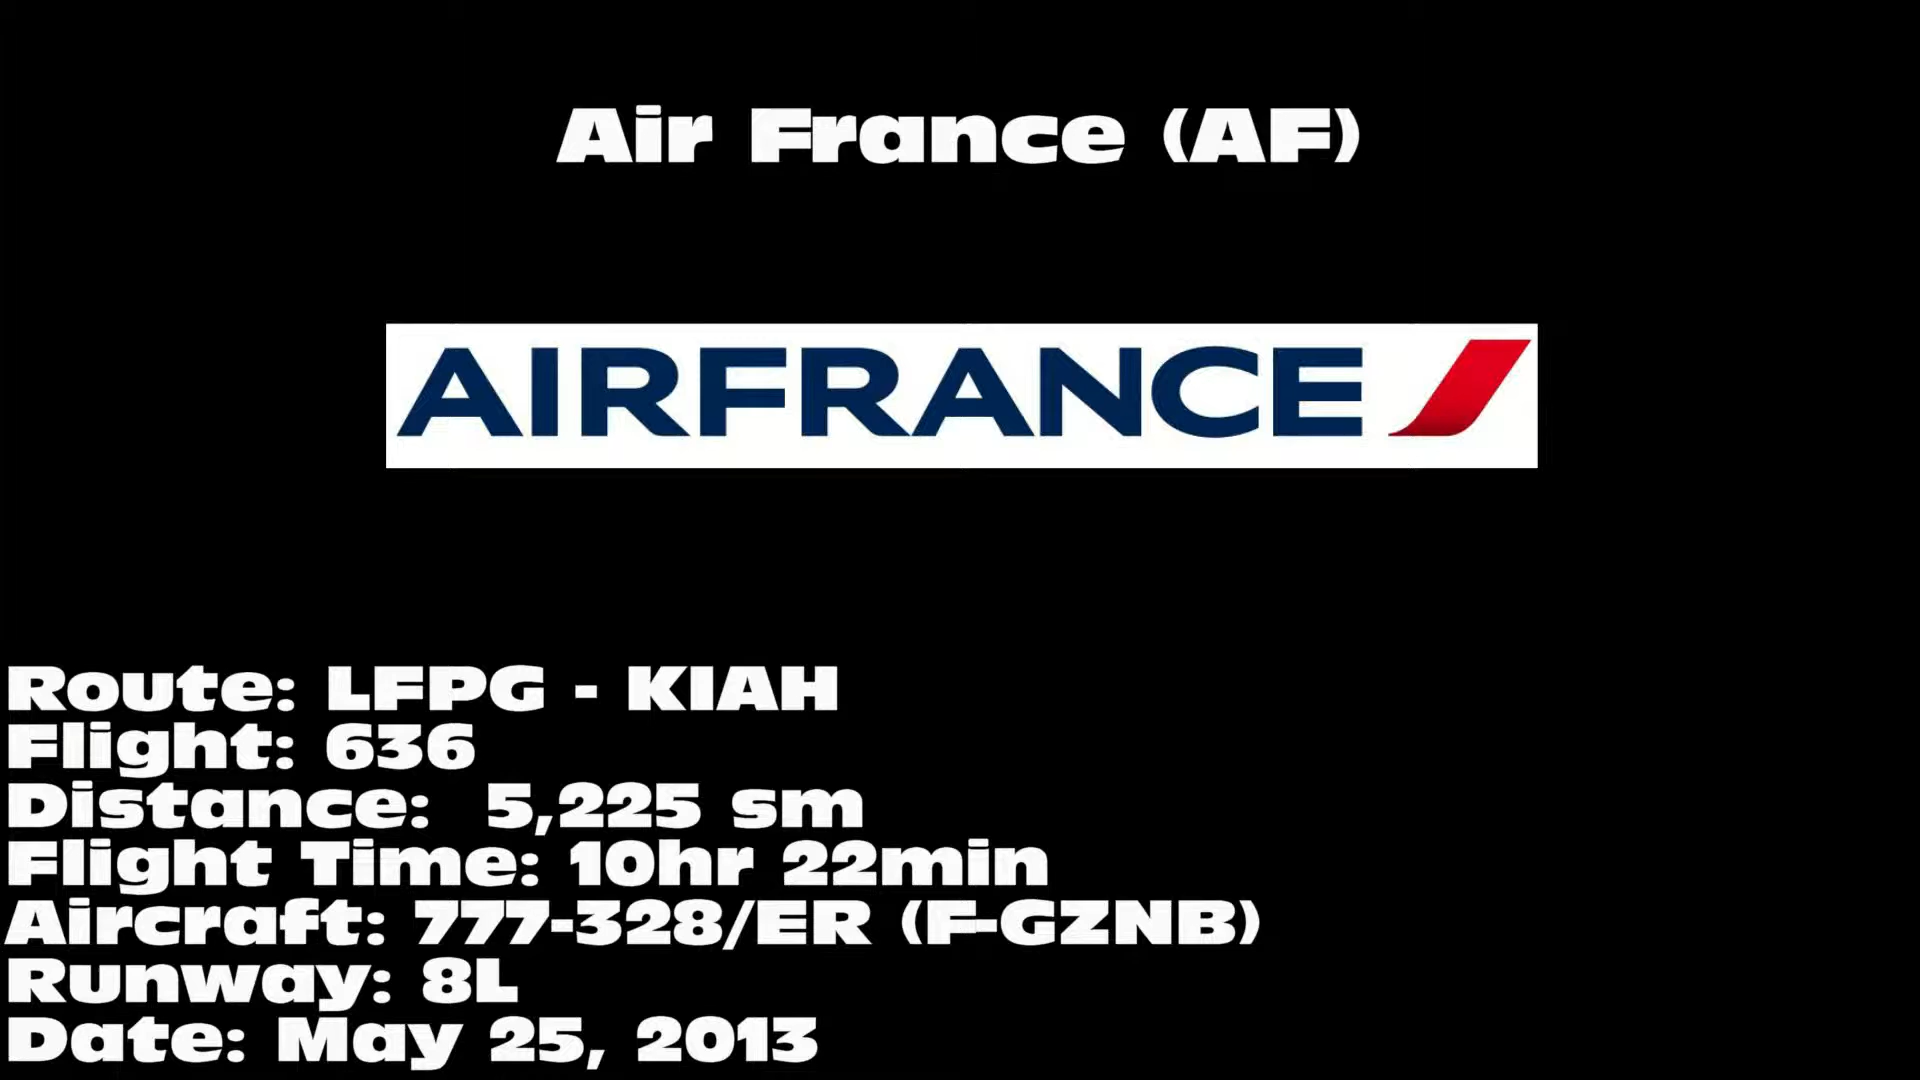 Air France (AF)
AIRFRANCE
Route: LFPG - KIAH
Flight: 636
Distance:  5,225 sm
Flight Time: 10hr 22min
Aircraft: 777-328/ER (F-GZNB)
Runway: 8L
Date: May 25, 2013